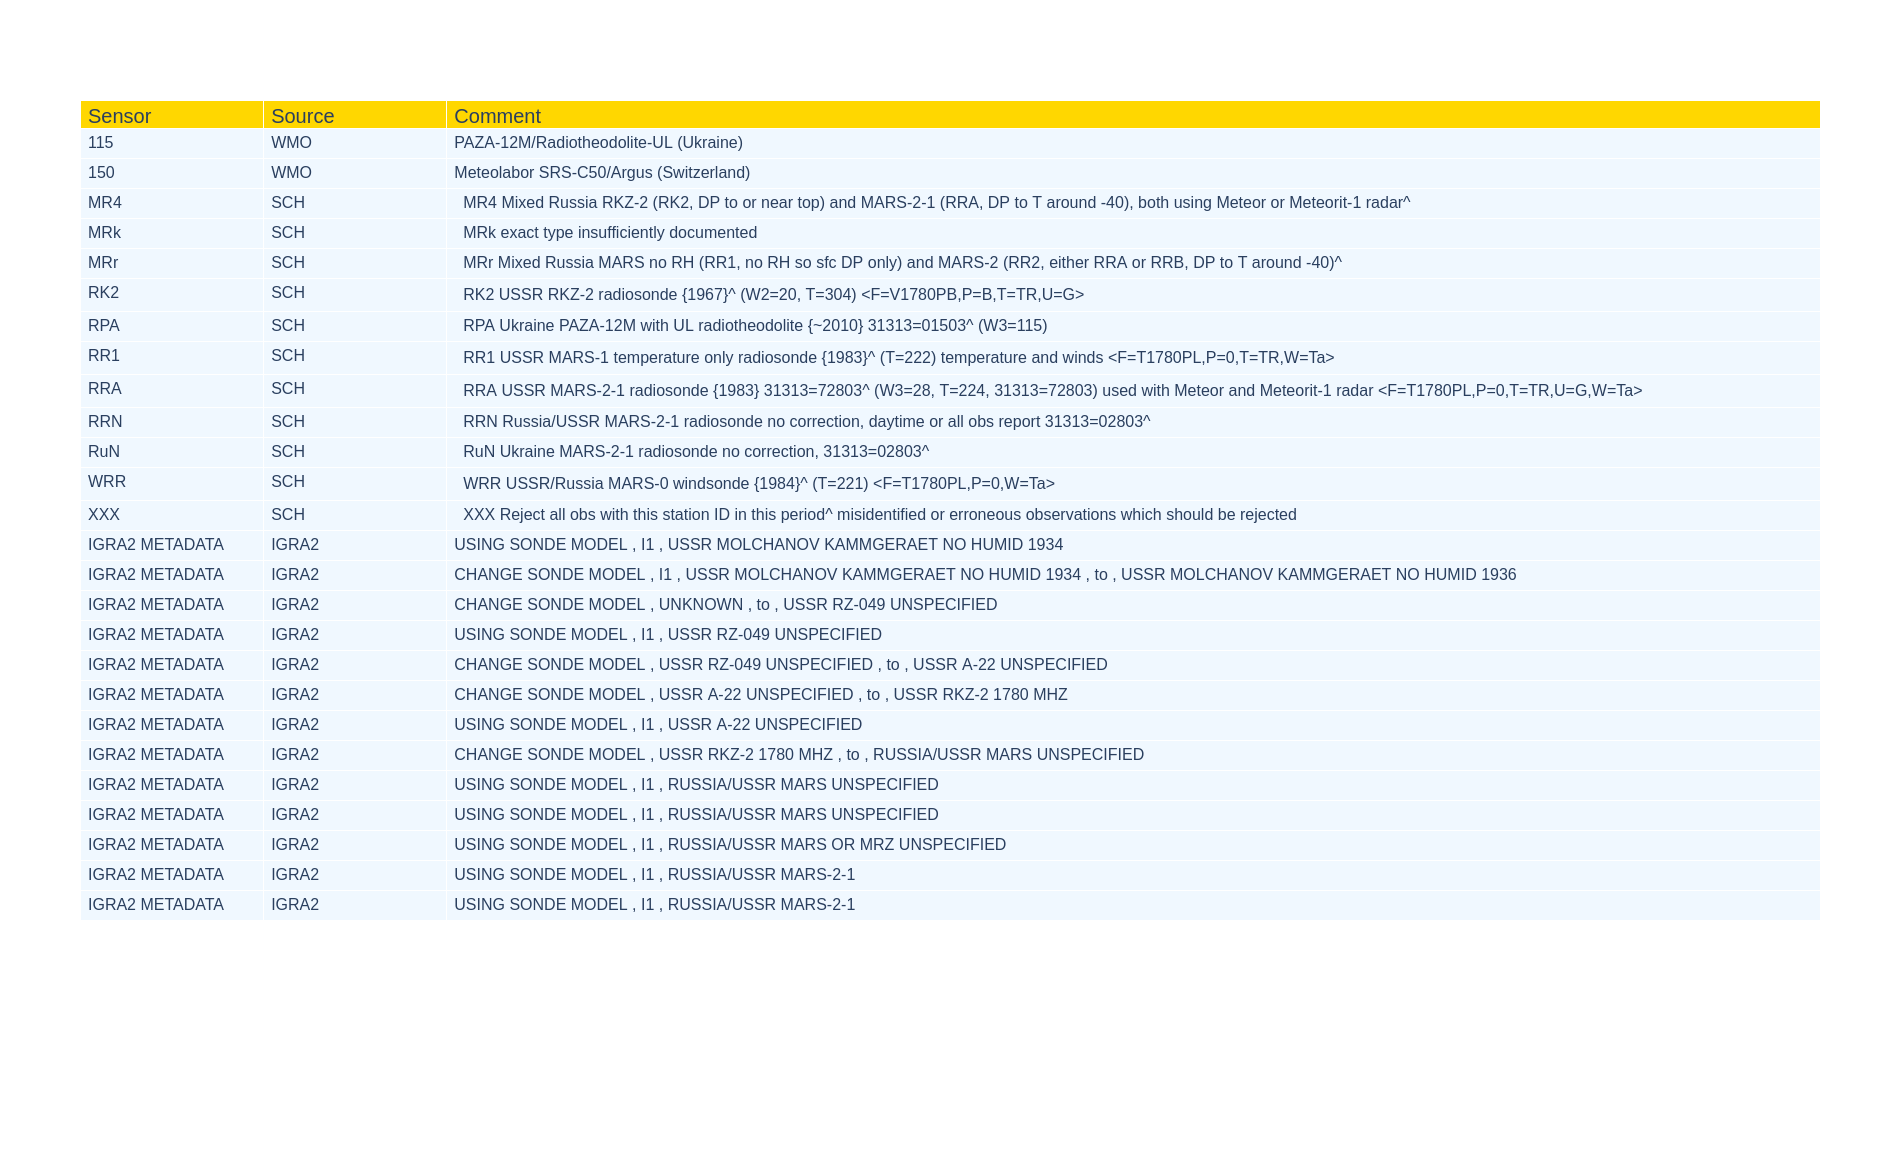 Sensor Source Comment
115 WMO PAZA-12M/Radiotheodolite-UL (Ukraine)
150 WMO Meteolabor SRS-C50/Argus (Switzerland)
MR4 SCH MR4 Mixed Russia RKZ-2 (RK2, DP to or near top) and MARS-2-1 (RRA, DP to T around -40), both using Meteor or Meteorit-1 radar^
MRk SCH MRk exact type insufficiently documented
MRr SCH MRr Mixed Russia MARS no RH (RR1, no RH so sfc DP only) and MARS-2 (RR2, either RRA or RRB, DP to T around -40)^
RK2 SCH RK2 USSR RKZ-2 radiosonde {1967}^ (W2=20, T=304) <F=V1780PB,P=B,T=TR,U=G>
RPA SCH RPA Ukraine PAZA-12M with UL radiotheodolite {~2010} 31313=01503^ (W3=115)
RR1 SCH RR1 USSR MARS-1 temperature only radiosonde {1983}^ (T=222) temperature and winds <F=T1780PL,P=0,T=TR,W=Ta>
RRA SCH RRA USSR MARS-2-1 radiosonde {1983} 31313=72803^ (W3=28, T=224, 31313=72803) used with Meteor and Meteorit-1 radar <F=T1780PL,P=0,T=TR,U=G,W=Ta>
RRN SCH RRN Russia/USSR MARS-2-1 radiosonde no correction, daytime or all obs report 31313=02803^
RuN SCH RuN Ukraine MARS-2-1 radiosonde no correction, 31313=02803^
WRR SCH WRR USSR/Russia MARS-0 windsonde {1984}^ (T=221) <F=T1780PL,P=0,W=Ta>
XXX SCH XXX Reject all obs with this station ID in this period^ misidentified or erroneous observations which should be rejected
IGRA2 METADATA IGRA2 USING SONDE MODEL , I1 , USSR MOLCHANOV KAMMGERAET NO HUMID 1934
IGRA2 METADATA IGRA2 CHANGE SONDE MODEL , I1 , USSR MOLCHANOV KAMMGERAET NO HUMID 1934 , to , USSR MOLCHANOV KAMMGERAET NO HUMID 1936
IGRA2 METADATA IGRA2 CHANGE SONDE MODEL , UNKNOWN , to , USSR RZ-049 UNSPECIFIED
IGRA2 METADATA IGRA2 USING SONDE MODEL , I1 , USSR RZ-049 UNSPECIFIED
IGRA2 METADATA IGRA2 CHANGE SONDE MODEL , USSR RZ-049 UNSPECIFIED , to , USSR A-22 UNSPECIFIED
IGRA2 METADATA IGRA2 CHANGE SONDE MODEL , USSR A-22 UNSPECIFIED , to , USSR RKZ-2 1780 MHZ
IGRA2 METADATA IGRA2 USING SONDE MODEL , I1 , USSR A-22 UNSPECIFIED
IGRA2 METADATA IGRA2 CHANGE SONDE MODEL , USSR RKZ-2 1780 MHZ , to , RUSSIA/USSR MARS UNSPECIFIED
IGRA2 METADATA IGRA2 USING SONDE MODEL , I1 , RUSSIA/USSR MARS UNSPECIFIED
IGRA2 METADATA IGRA2 USING SONDE MODEL , I1 , RUSSIA/USSR MARS UNSPECIFIED
IGRA2 METADATA IGRA2 USING SONDE MODEL , I1 , RUSSIA/USSR MARS OR MRZ UNSPECIFIED
IGRA2 METADATA IGRA2 USING SONDE MODEL , I1 , RUSSIA/USSR MARS-2-1
IGRA2 METADATA IGRA2 USING SONDE MODEL , I1 , RUSSIA/USSR MARS-2-1